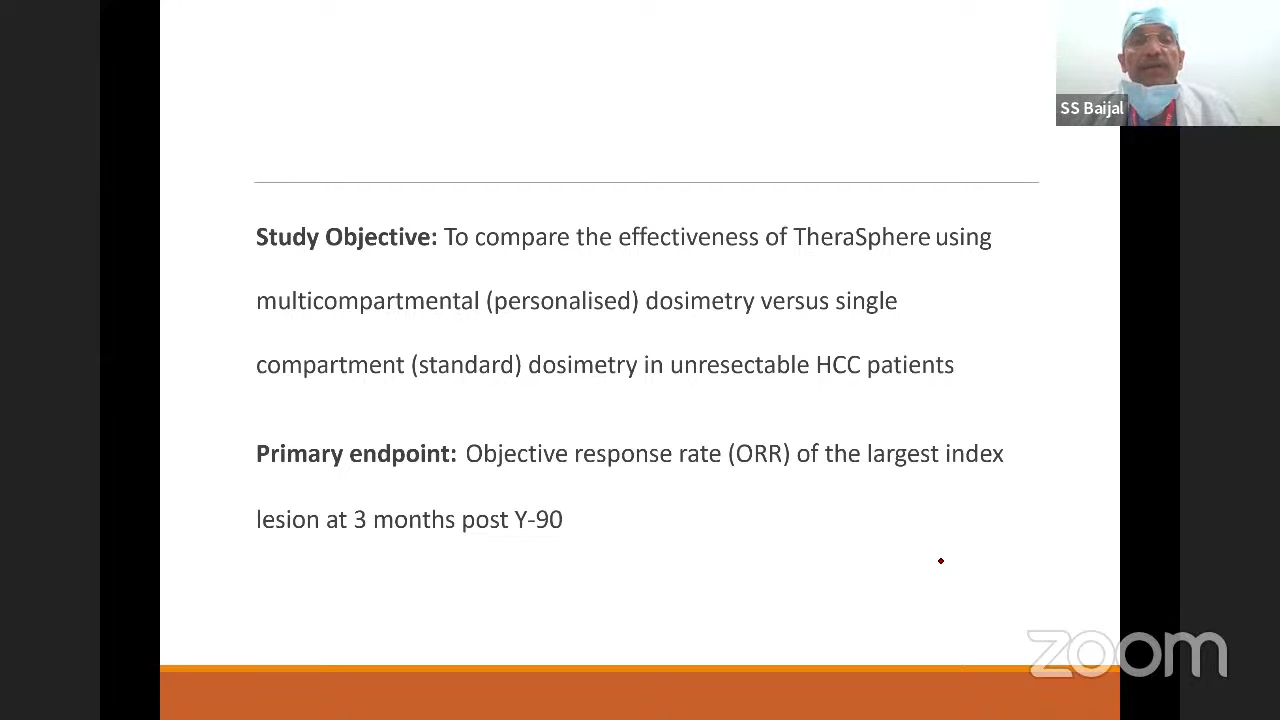 SS Baijal
Study Objective: To compare the effectiveness of TheraSphere using
multicompartmental (personalised) dosimetry versus single
compartment (standard) dosimetry in unresectable HCC patients
Primary endpoint: Objective response rate (ORR) of the largest index
lesion at 3 months post Y-90
zoom